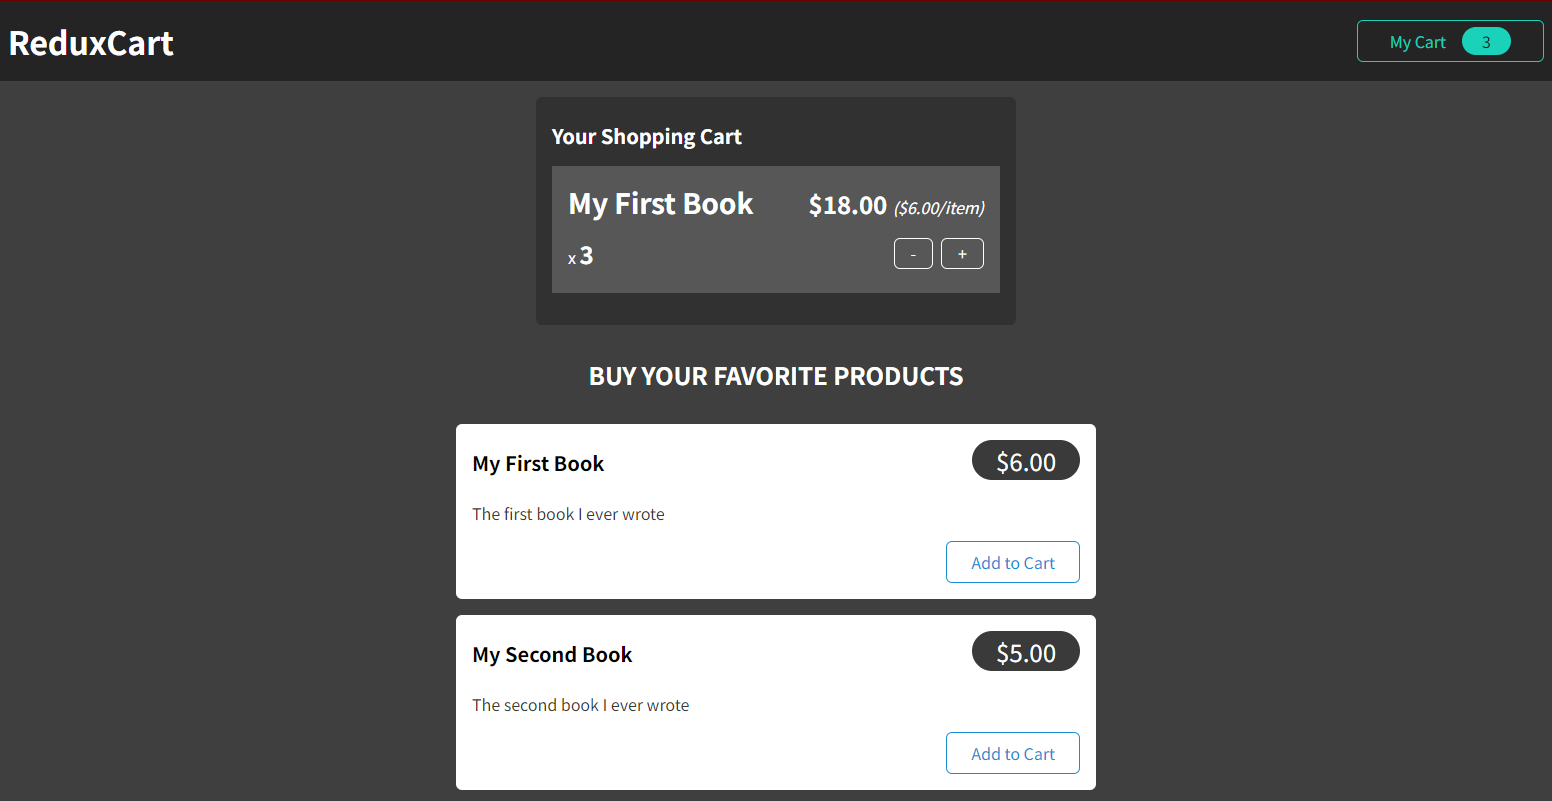 ReduxCart
My Cart 3
Your Shopping Cart
My First Book $18.00 ($6.00/item)
x 3 - +
BUY YOUR FAVORITE PRODUCTS
My First Book $6.00
The first book I ever wrote
Add to Cart
My Second Book $5.00
The second book I ever wrote
Add to Cart